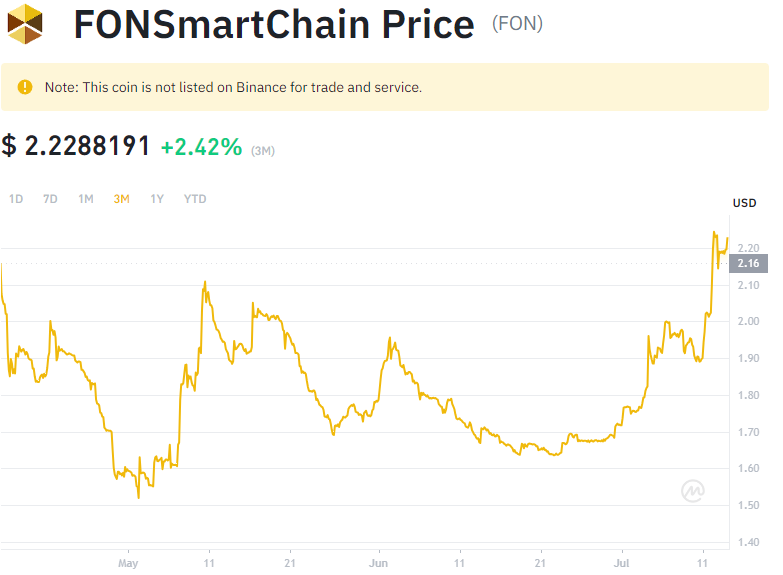 FONSmartChain Price (FON)
Note: This coin is not listed on Binance for trade and service.
$ 2.2288191 +2.42% (3M)
1D 7D 1M 3M 1Y YTD
USD
2.20
2.16
2.10
2.00
1.90
1.80
1.70
1.60
1.50
1.40
May 11 21 Jun 11 21 Jul 11